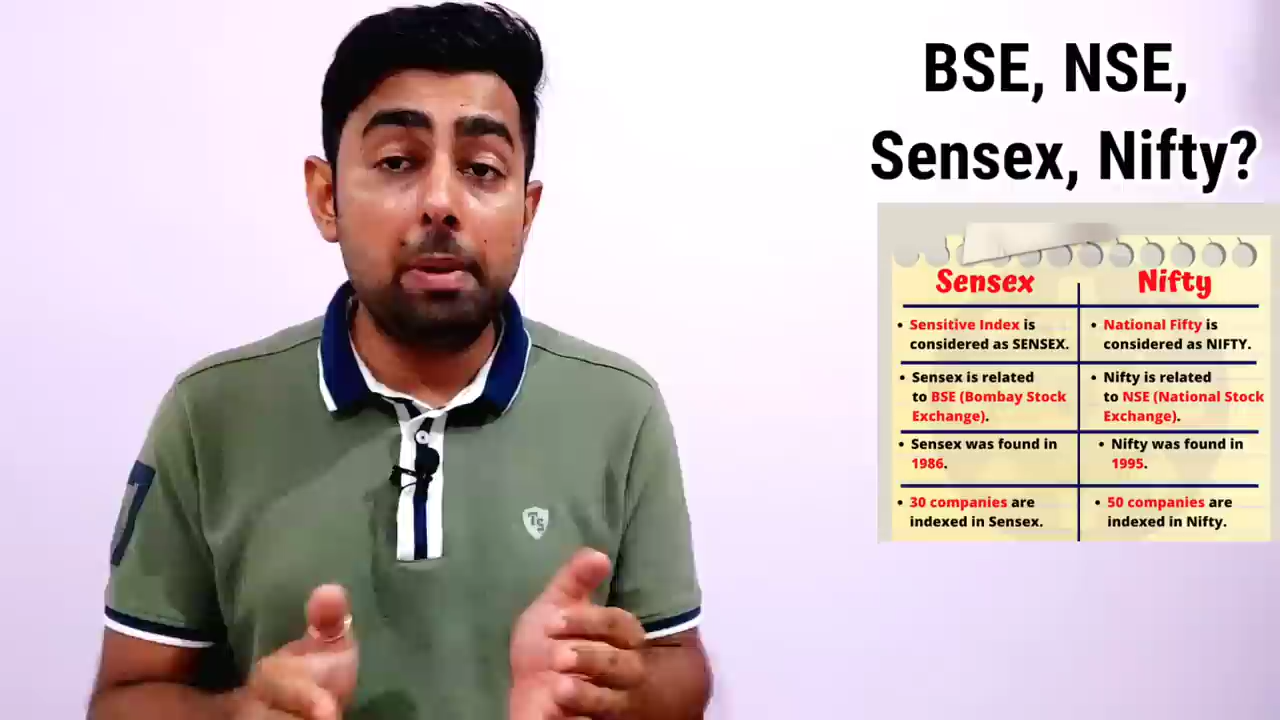 BSE, NSE,
Sensex, Nifty?
Sensex
Nifty
• Sensitive Index is
considered as SENSEX.
• National Fifty is
considered as NIFTY.
• Sensex is related
to BSE (Bombay Stock
Exchange).
• Nifty is related
to NSE (National Stock
Exchange).
• Sensex was found in
1986.
• Nifty was found in
1995.
• 30 companies are
indexed in Sensex.
• 50 companies are
indexed in Nifty.
TS